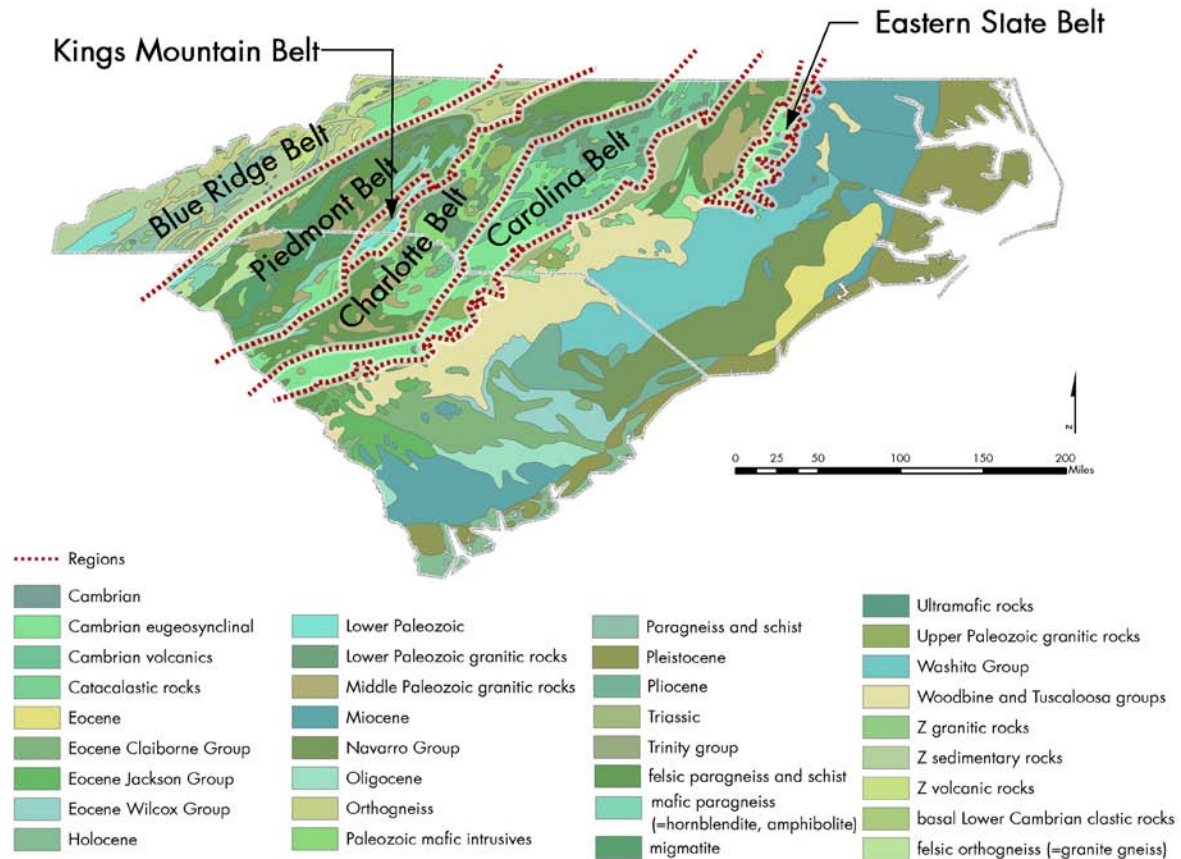 Kings Mountain Belt
Eastern Slate Belt
Blue Ridge Belt
Piedmont Belt
Charlotte Belt
Carolina Belt
N
0 25 50 100 150 200
Miles
Regions
Cambrian
Cambrian eugeosynclinal
Cambrian volcanics
Catacalastic rocks
Eocene
Eocene Claiborne Group
Eocene Jackson Group
Eocene Wilcox Group
Holocene
Lower Paleozoic
Lower Paleozoic granitic rocks
Middle Paleozoic granitic rocks
Miocene
Navarro Group
Oligocene
Orthogneiss
Paleozoic mafic intrusives
Paragneiss and schist
Pleistocene
Pliocene
Triassic
Trinity group
felsic paragneiss and schist
mafic paragneiss
(=hornblendite, amphibolite)
migmatite
Ultramafic rocks
Upper Paleozoic granitic rocks
Washita Group
Woodbine and Tuscaloosa groups
Z granitic rocks
Z sedimentary rocks
Z volcanic rocks
basal Lower Cambrian clastic rocks
felsic orthogneiss (=granite gneiss)